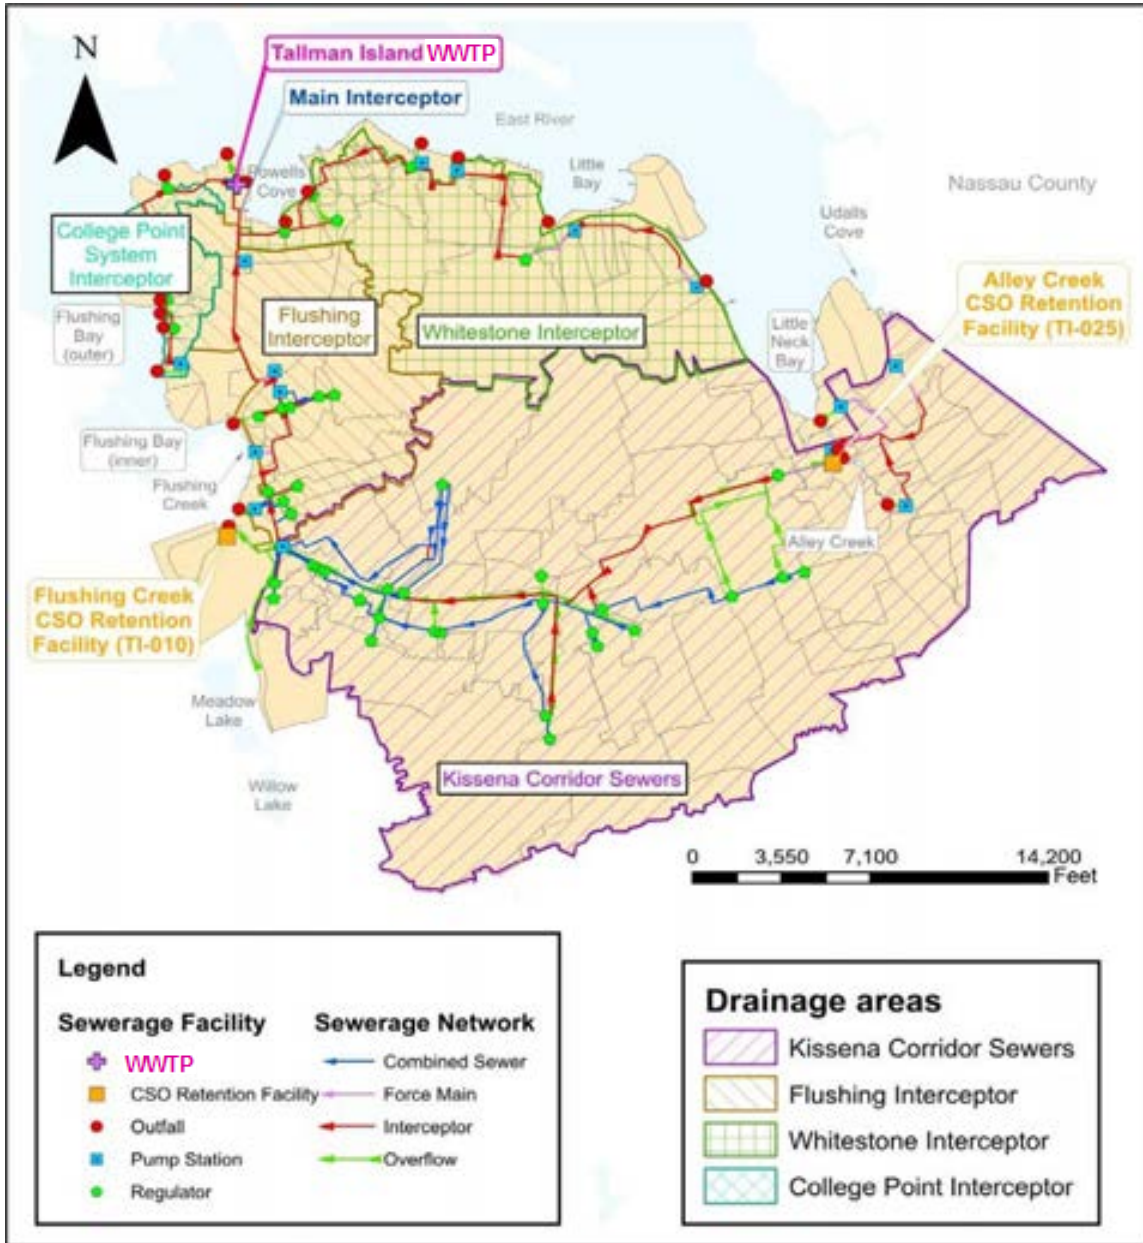 N
Tallman Island WWTP
Main Interceptor
East River
Powells
Cove
Little
Bay
Nassau County
Udalls
Cove
College Point
System
Interceptor
Alley Creek
CSO Retention
Facility (TI-025)
Flushing
Bay
(outer)
Flushing
Interceptor
Whitestone Interceptor
Little
Neck
Bay
Flushing Bay
(inner)
Flushing
Creek
Alley Creek
Flushing Creek
CSO Retention
Facility (TI-010)
Meadow
Lake
Kissena Corridor Sewers
Willow
Lake
0 3,550 7,100 14,200
Feet
Legend
Sewerage Facility
WWTP
CSO Retention Facility
Outfall
Pump Station
Regulator
Sewerage Network
Combined Sewer
Force Main
Interceptor
Overflow
Drainage areas
Kissena Corridor Sewers
Flushing Interceptor
Whitestone Interceptor
College Point Interceptor